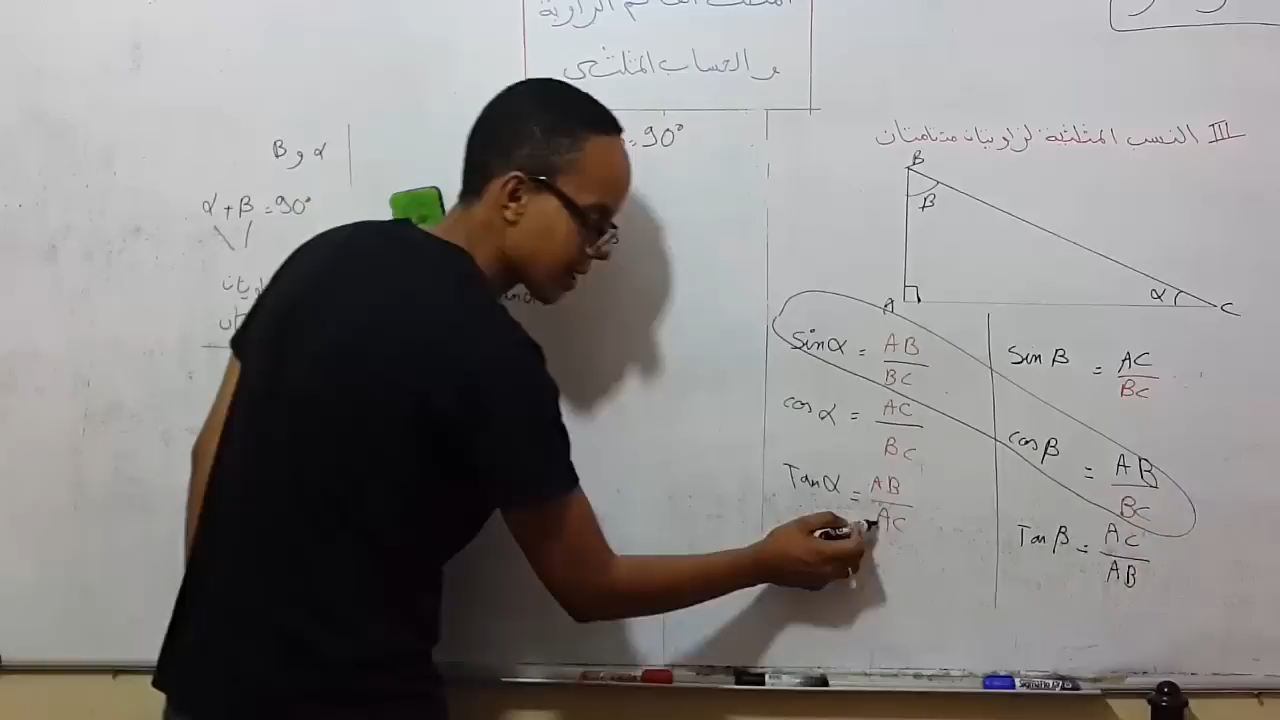 و الحساب المثلثي
β و α
α + β = 90°
= 90°
III النسب المثلثية لزاويتان متتامتان
B
β
A
α
C
Sin α = AB / BC
cos α = AC / BC
Tan α = AB / AC
Sin β = AC / BC
cos β = AB / BC
Tan β = AC / AB